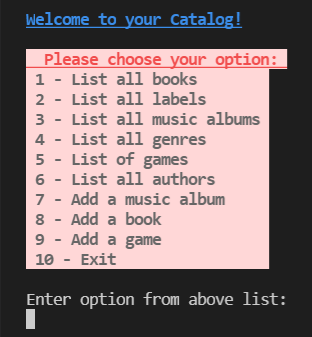 Welcome to your Catalog!
Please choose your option:
1 - List all books
2 - List all labels
3 - List all music albums
4 - List all genres
5 - List of games
6 - List all authors
7 - Add a music album
8 - Add a book
9 - Add a game
10 - Exit
Enter option from above list: